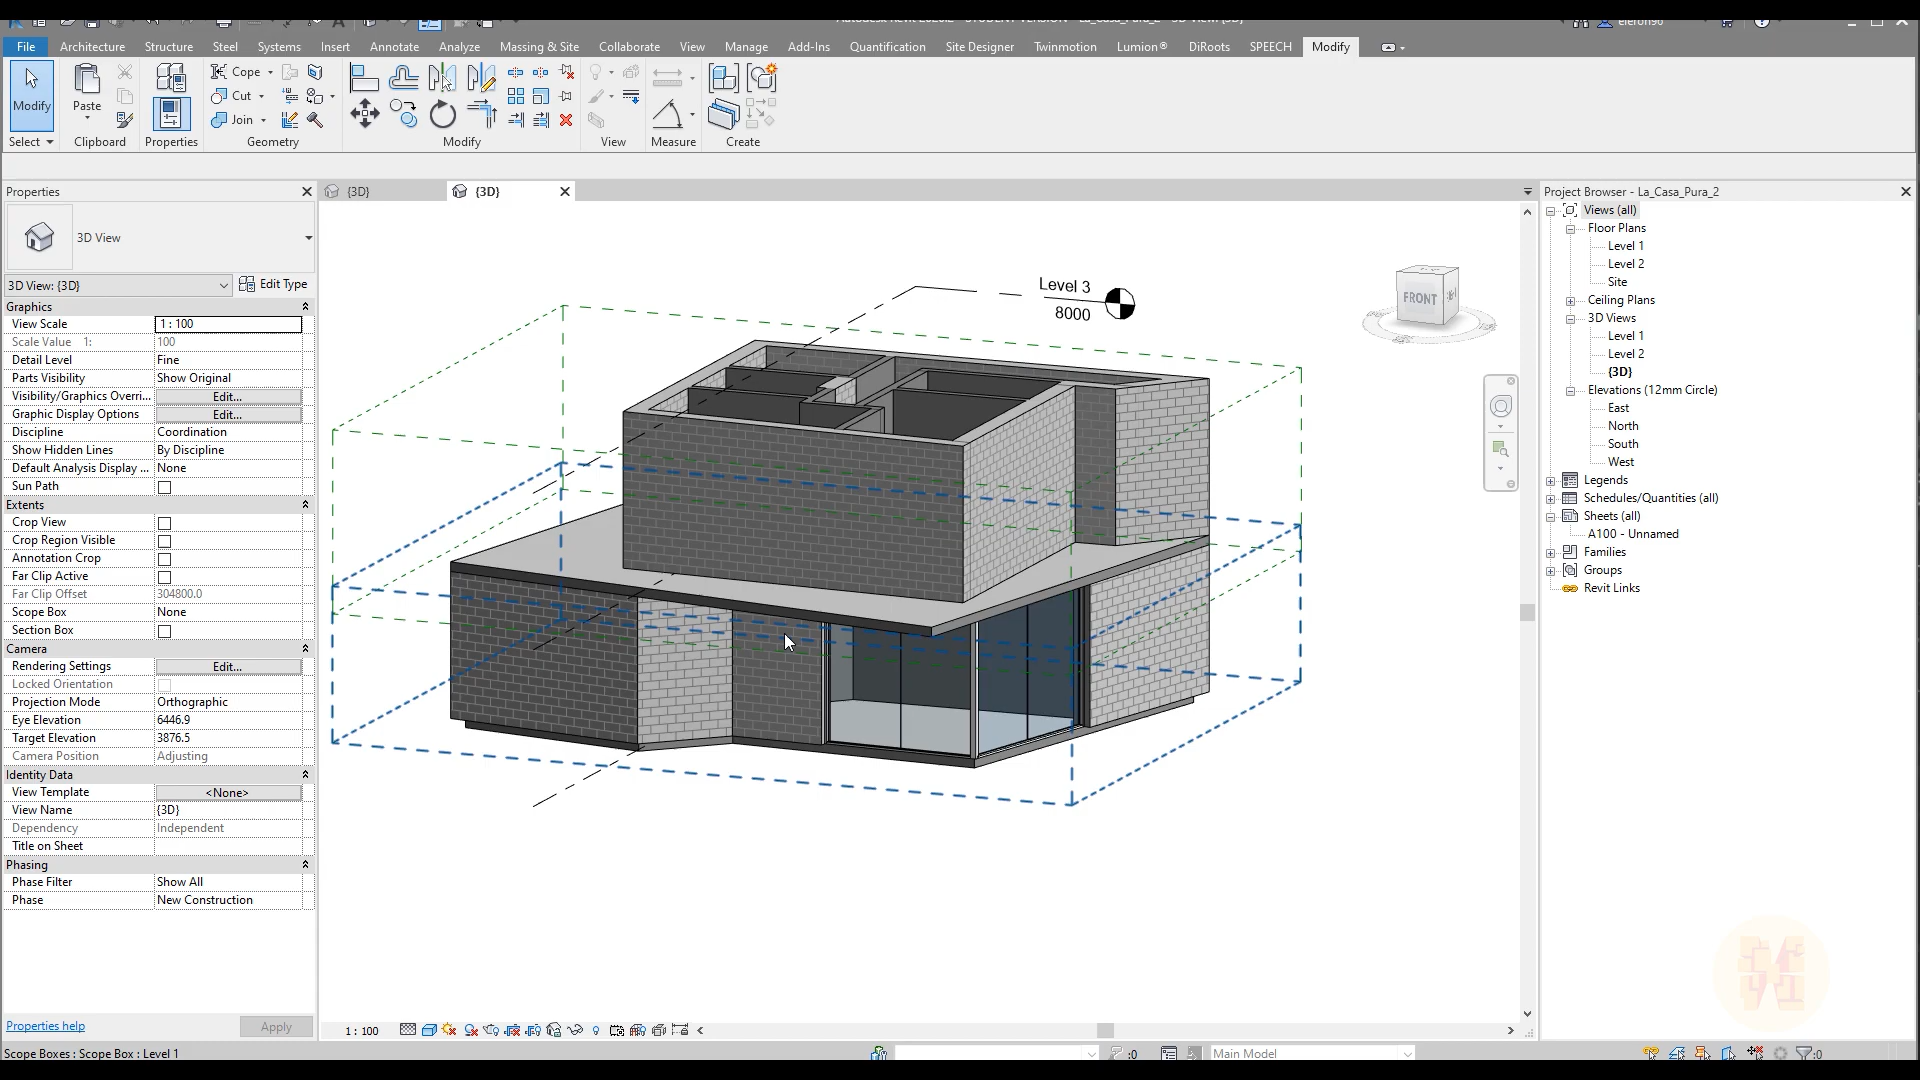 File Architecture Structure Steel Systems Insert Annotate Analyze Massing & Site Collaborate View Manage Add-Ins Quantification Site Designer Twinmotion Lumion® DiRoots SPEECH Modify
Modify
Select
Paste
Clipboard
Properties
Cope
Cut
Join
Geometry
Modify
View
Measure
Create
Properties
{3D}
{3D}
Project Browser - La_Casa_Pura_2
3D View
3D View: {3D}
Edit Type
Graphics
View Scale 1 : 100
Scale Value 1: 100
Detail Level Fine
Parts Visibility Show Original
Visibility/Graphics Overri... Edit...
Graphic Display Options Edit...
Discipline Coordination
Show Hidden Lines By Discipline
Default Analysis Display ... None
Sun Path
Extents
Crop View
Crop Region Visible
Annotation Crop
Far Clip Active
Far Clip Offset 304800.0
Scope Box None
Section Box
Camera
Rendering Settings Edit...
Locked Orientation
Projection Mode Orthographic
Eye Elevation 6446.9
Target Elevation 3876.5
Camera Position Adjusting
Identity Data
View Template <None>
View Name {3D}
Dependency Independent
Title on Sheet
Phasing
Phase Filter Show All
Phase New Construction
Properties help
Apply
Level 3
8000
FRONT
Views (all)
Floor Plans
Level 1
Level 2
Site
Ceiling Plans
3D Views
Level 1
Level 2
{3D}
Elevations (12mm Circle)
East
North
South
West
Legends
Schedules/Quantities (all)
Sheets (all)
A100 - Unnamed
Families
Groups
Revit Links
1 : 100
Scope Boxes : Scope Box : Level 1
:0
Main Model
:0